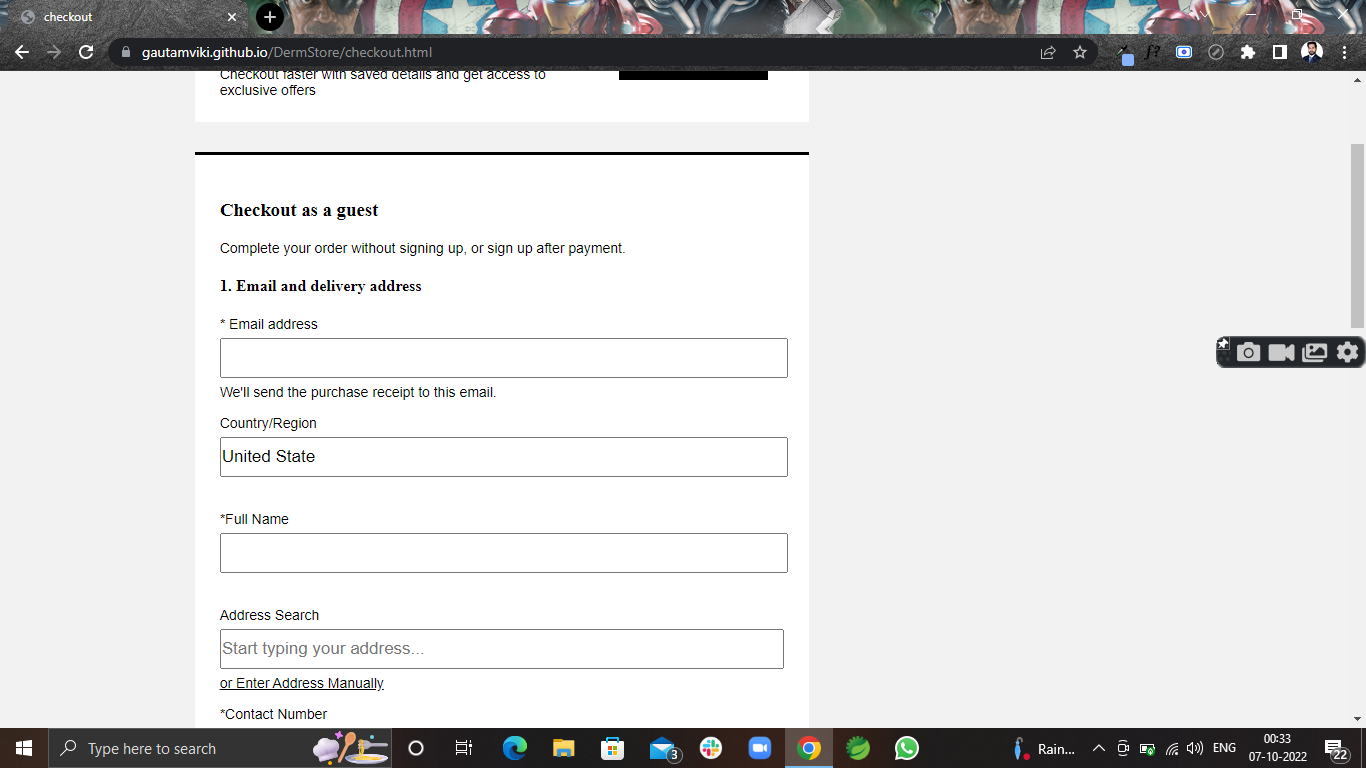 checkout
gautamviki.github.io/DermStore/checkout.html
f?
Checkout faster with saved details and get access to
exclusive offers
Checkout as a guest
Complete your order without signing up, or sign up after payment.
1. Email and delivery address
* Email address
We'll send the purchase receipt to this email.
Country/Region
United State
*Full Name
Address Search
Start typing your address...
or Enter Address Manually
*Contact Number
Type here to search
3
Rain...
ENG
00:33
07-10-2022
22